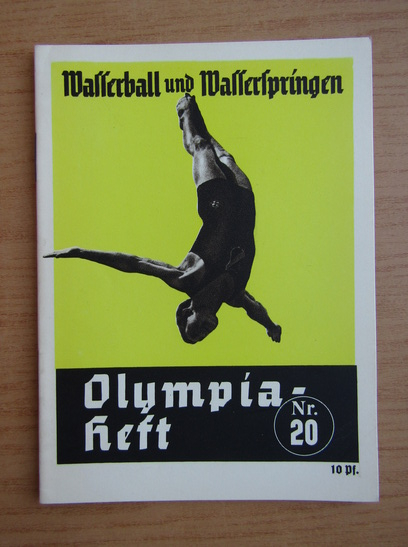 Wasserball und Wasserspringen
Olympia-
Heft
Nr.
20
10 Pf.